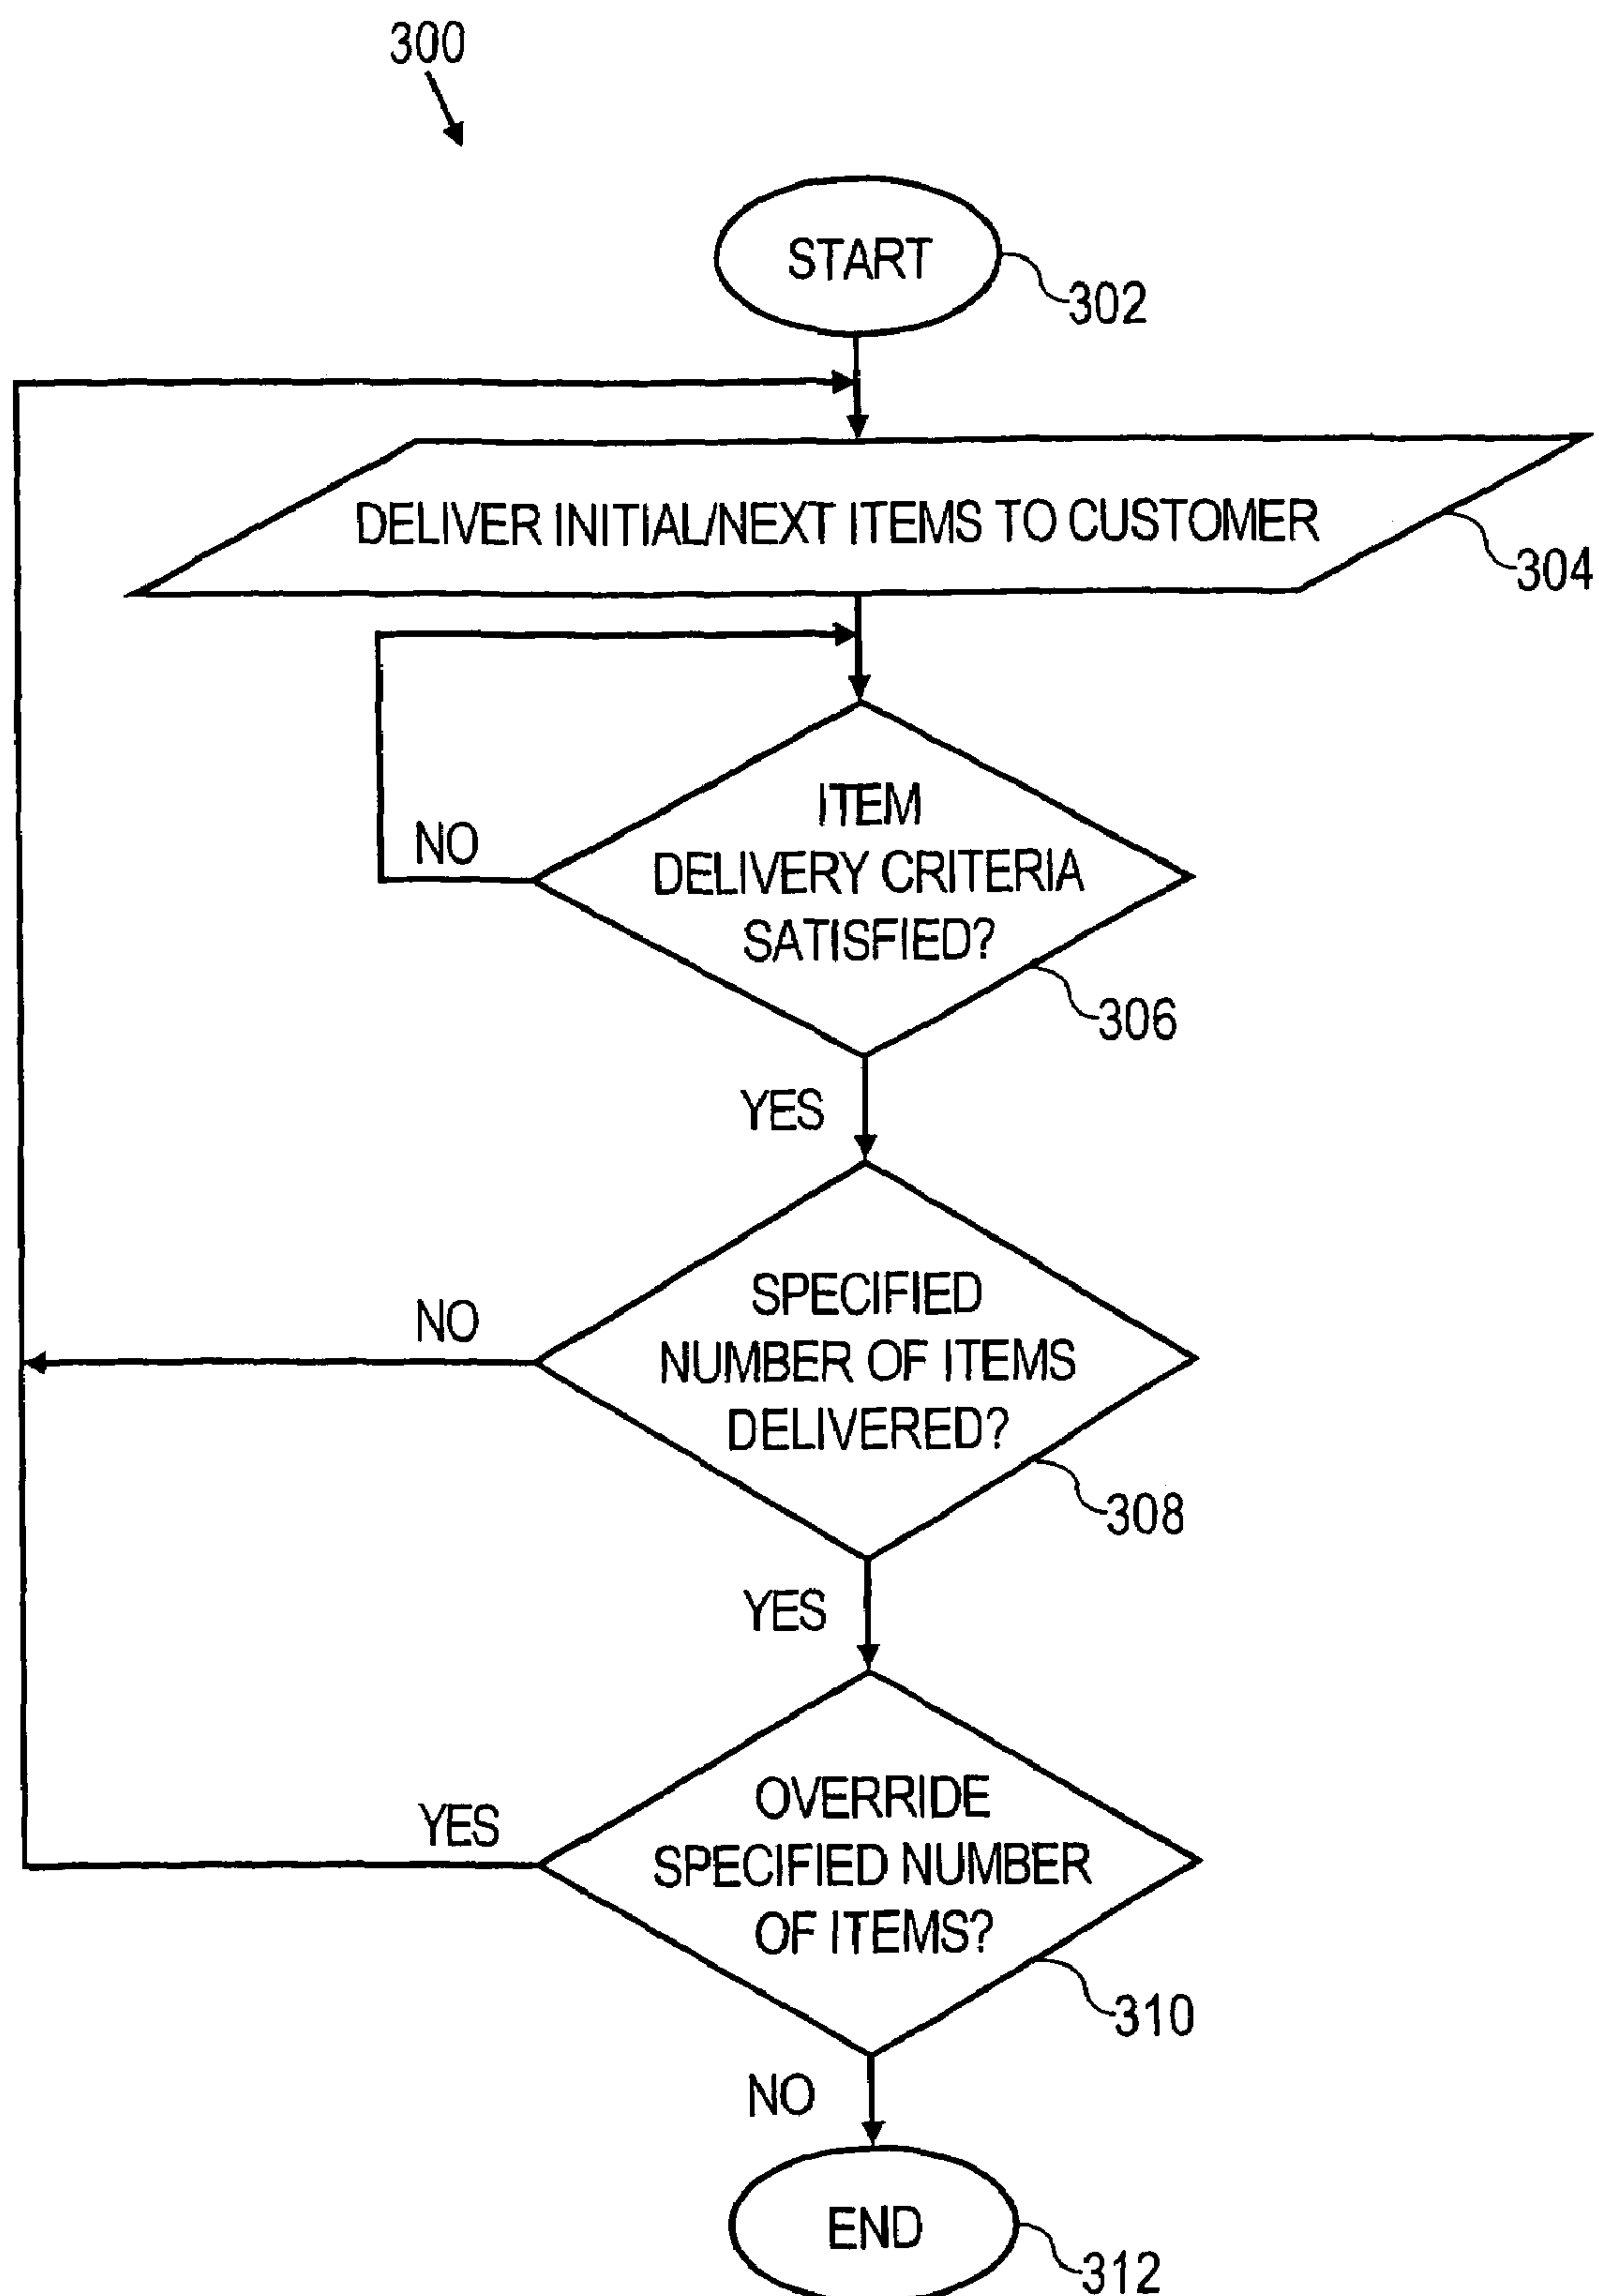 300
START
302
DELIVER INITIAL/NEXT ITEMS TO CUSTOMER
304
ITEM
DELIVERY CRITERIA
SATISFIED?
NO
306
YES
SPECIFIED
NUMBER OF ITEMS
DELIVERED?
NO
308
YES
OVERRIDE
SPECIFIED NUMBER
OF ITEMS?
YES
310
NO
END
312